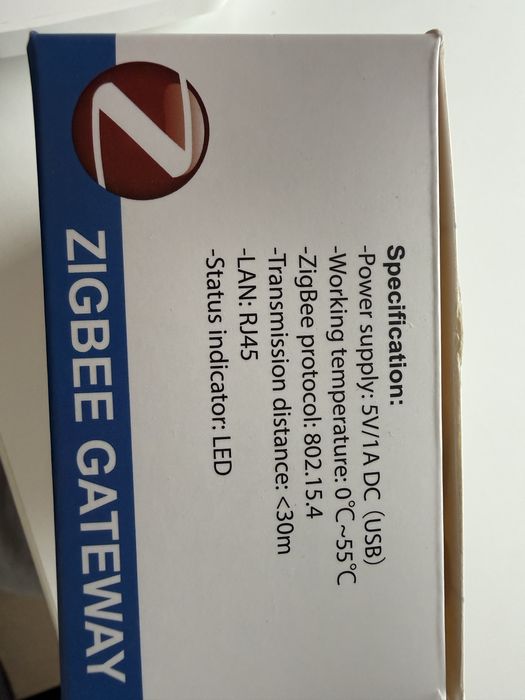 ZIGBEE GATEWAY
Specification:
-Power supply: 5V/1A DC（USB）
-Working temperature: 0℃~55℃
-ZigBee protocol: 802.15.4
-Transmission distance: <30m
-LAN: RJ45
-Status indicator: LED